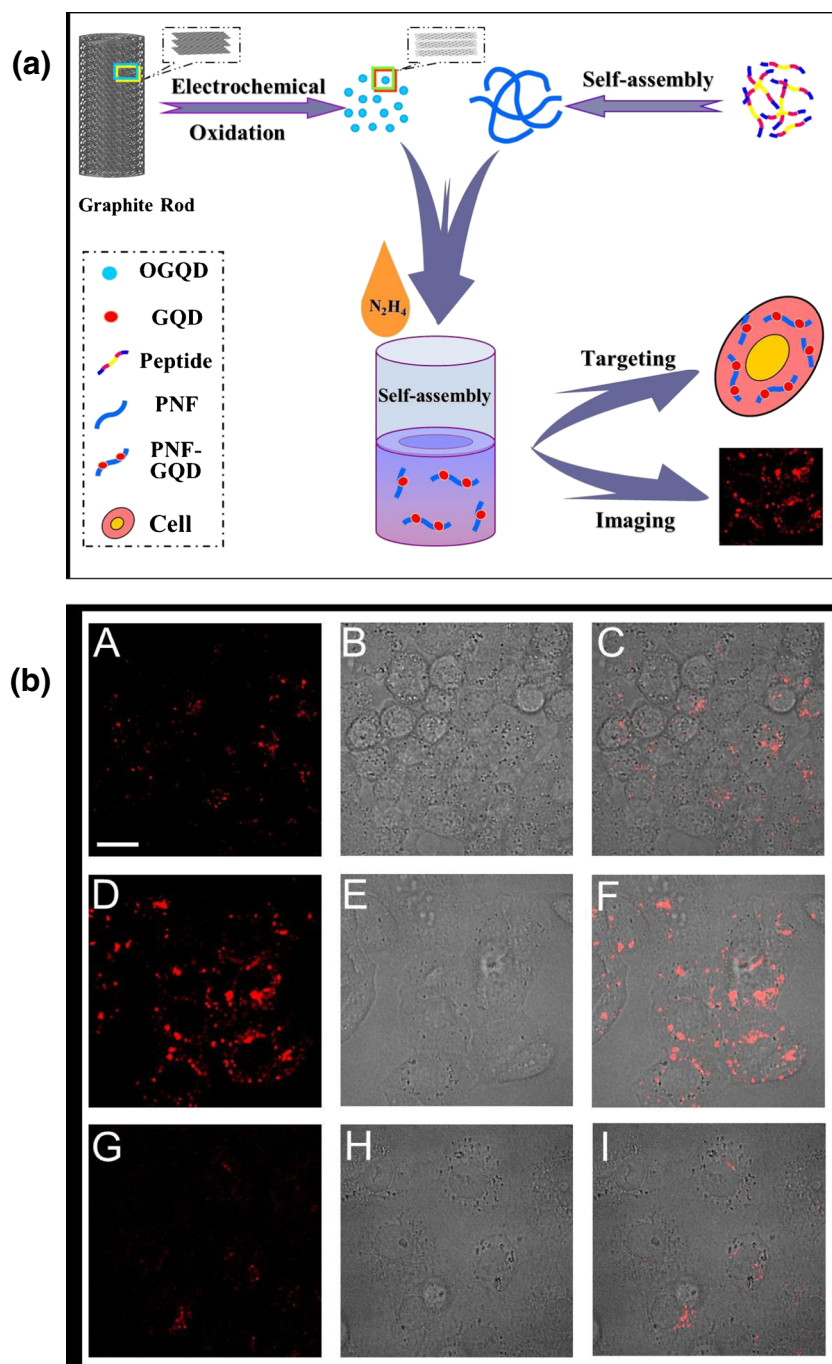 (a)
Electrochemical
Oxidation
Self-assembly
Graphite Rod
OGQD
GQD
Peptide
PNF
PNF-
GQD
Cell
N₂H₄
Self-assembly
Targeting
Imaging
(b)
A
B
C
D
E
F
G
H
I